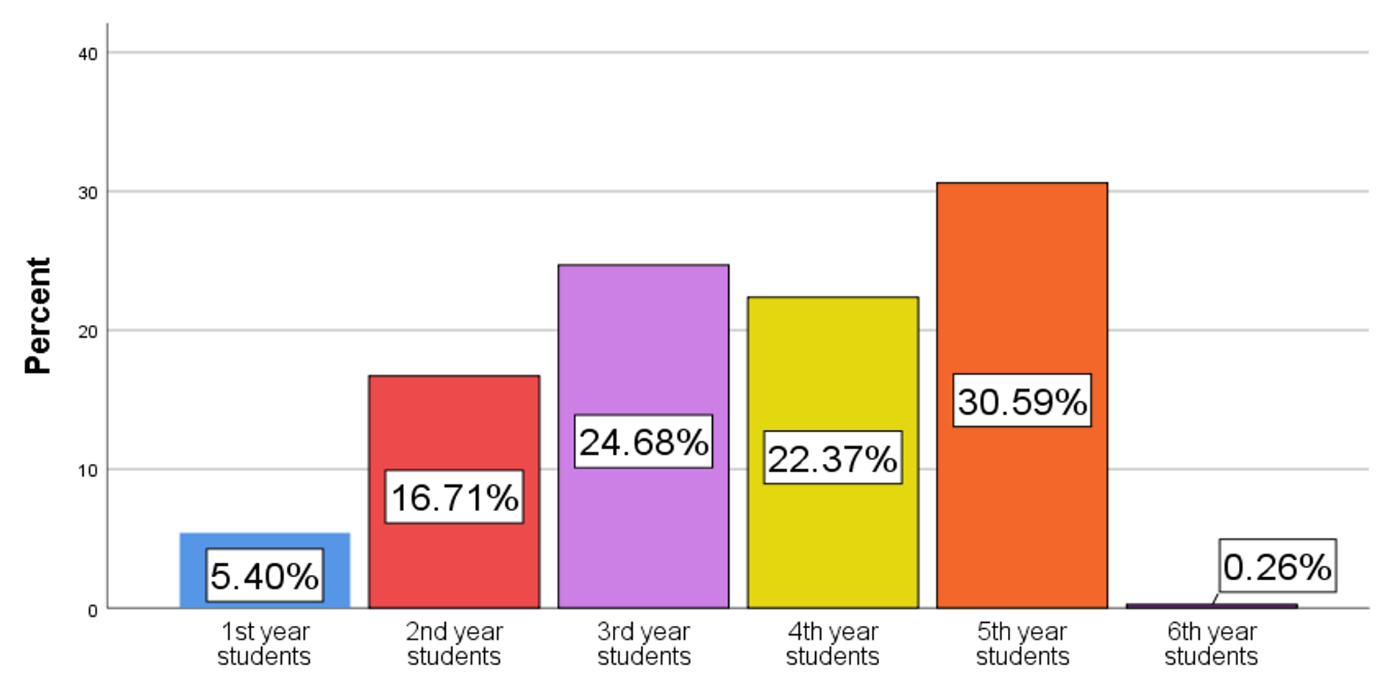 40
30
20
10
0
Percent
5.40%
16.71%
24.68%
22.37%
30.59%
0.26%
1st year
students
2nd year
students
3rd year
students
4th year
students
5th year
students
6th year
students